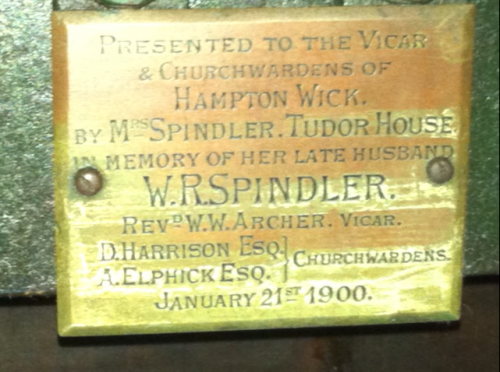 PRESENTED TO THE VICAR
& CHURCHWARDENS OF
HAMPTON WICK.
BY MRS SPINDLER. TUDOR HOUSE.
IN MEMORY OF HER LATE HUSBAND
W.R.SPINDLER.
REVD W.W. ARCHER. VICAR.
D. HARRISON ESQ.
A. ELPHICK ESQ. } CHURCHWARDENS.
JANUARY 21ST 1900.